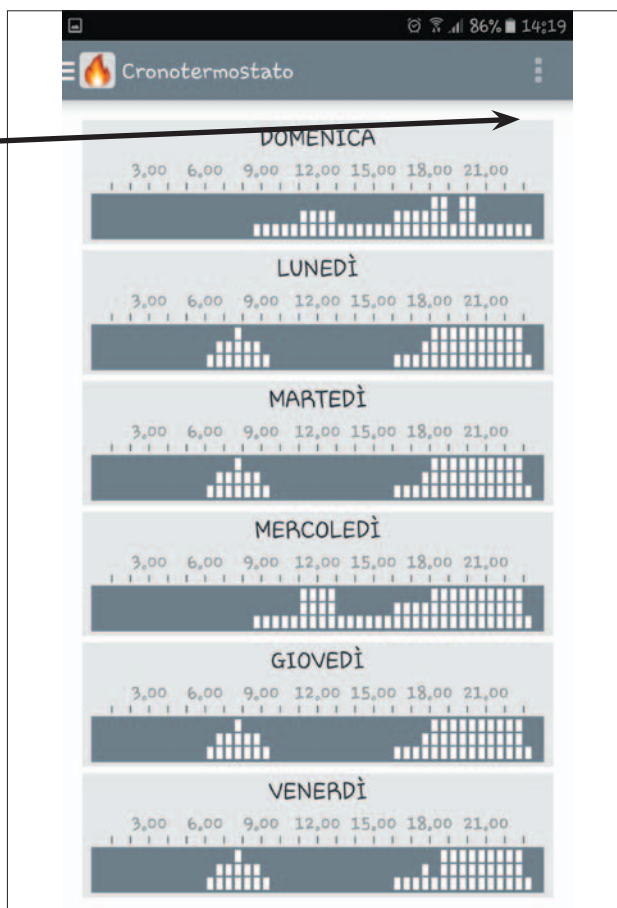 86% 14:19
Cronotermostato
DOMENICA
3,00 6,00 9,00 12,00 15,00 18,00 21,00
LUNEDÌ
3,00 6,00 9,00 12,00 15,00 18,00 21,00
MARTEDÌ
3,00 6,00 9,00 12,00 15,00 18,00 21,00
MERCOLEDÌ
3,00 6,00 9,00 12,00 15,00 18,00 21,00
GIOVEDÌ
3,00 6,00 9,00 12,00 15,00 18,00 21,00
VENERDÌ
3,00 6,00 9,00 12,00 15,00 18,00 21,00